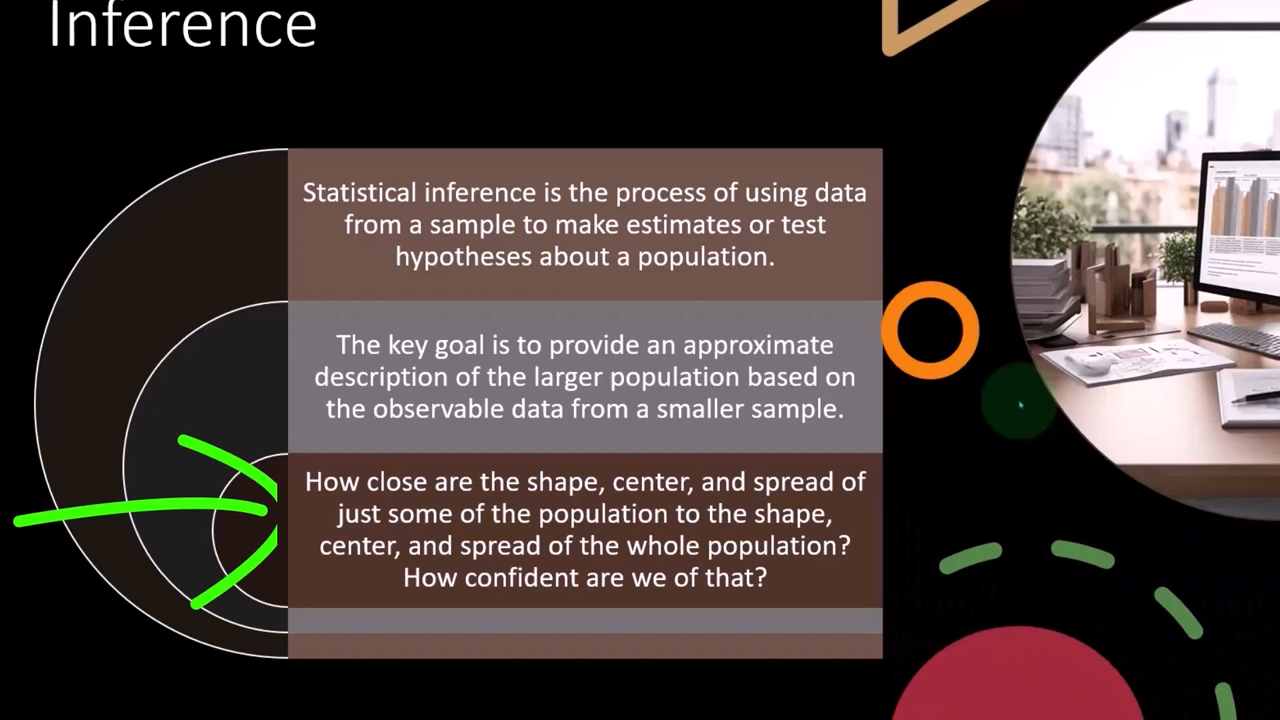 Inference
Statistical inference is the process of using data
from a sample to make estimates or test
hypotheses about a population.
The key goal is to provide an approximate
description of the larger population based on
the observable data from a smaller sample.
How close are the shape, center, and spread of
just some of the population to the shape,
center, and spread of the whole population?
How confident are we of that?